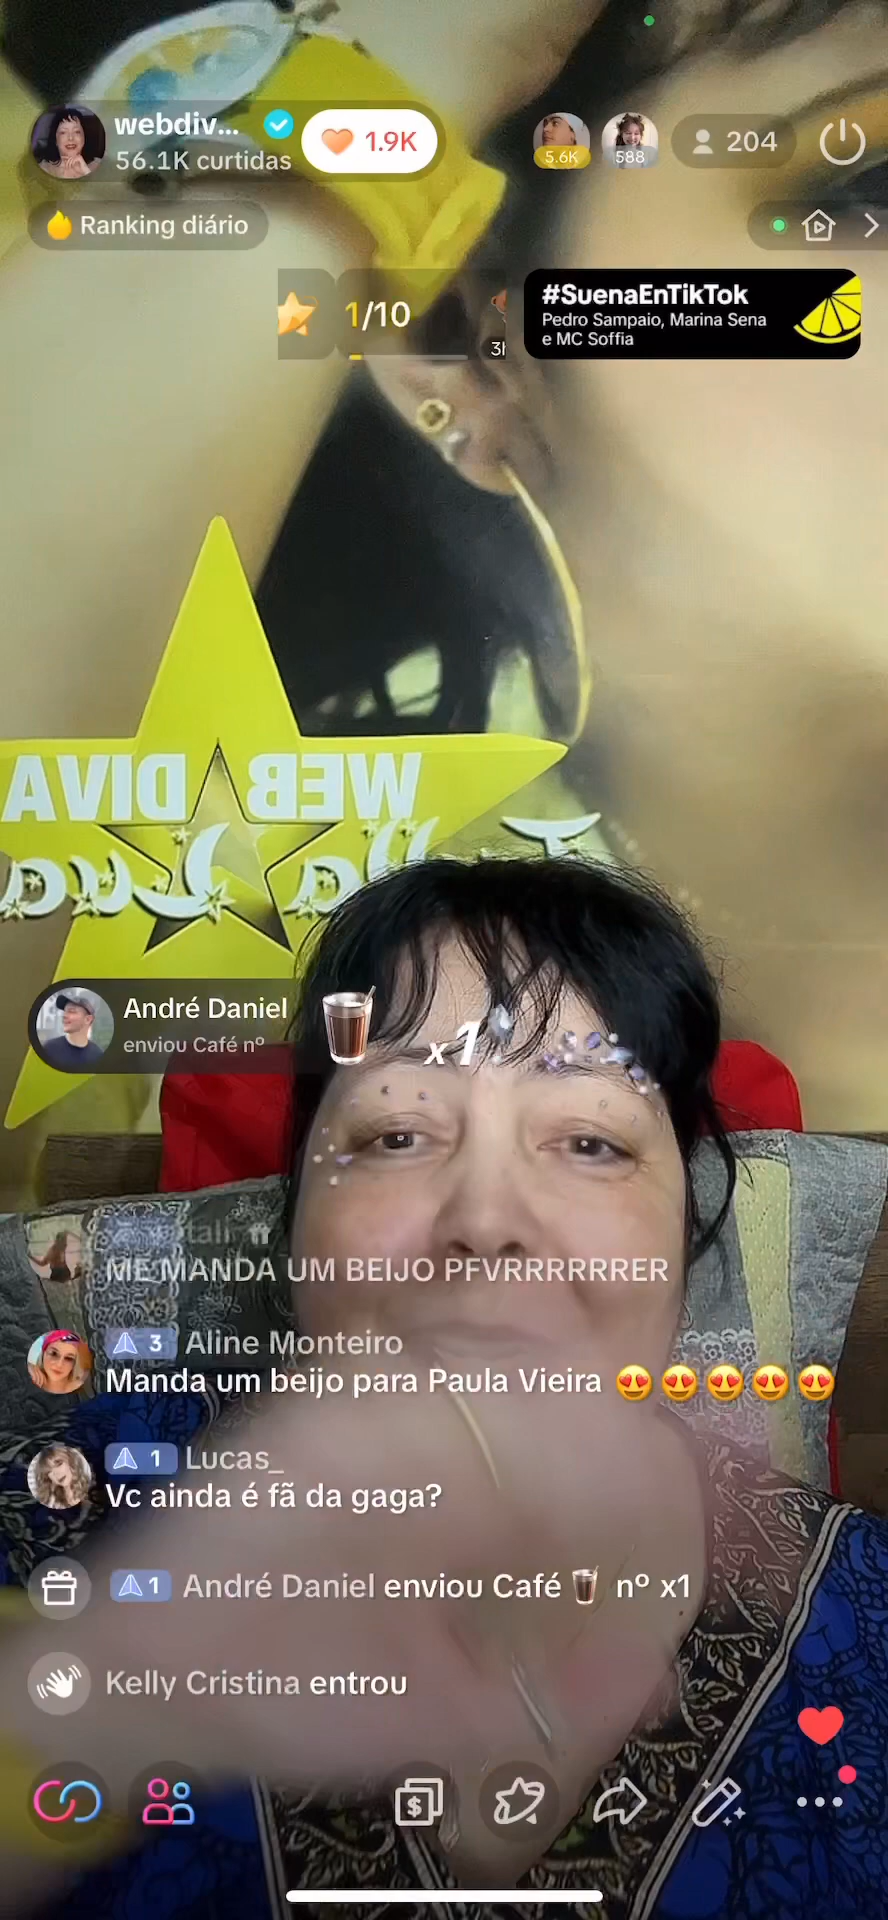 webdiv...
1.9K
56.1K curtidas
5.6K
588
204
Ranking diário
1/10
3h
#SuenaEnTikTok
Pedro Sampaio, Marina Sena
e MC Soffia
WEB DIVA
André Daniel
enviou Café nº
x1
ME MANDA UM BEIJO PFVRRRRRRER
3 Aline Monteiro
Manda um beijo para Paula Vieira 😍😍😍😍😍
1 Lucas_
Vc ainda é fã da gaga?
1 André Daniel enviou Café nº x1
Kelly Cristina entrou